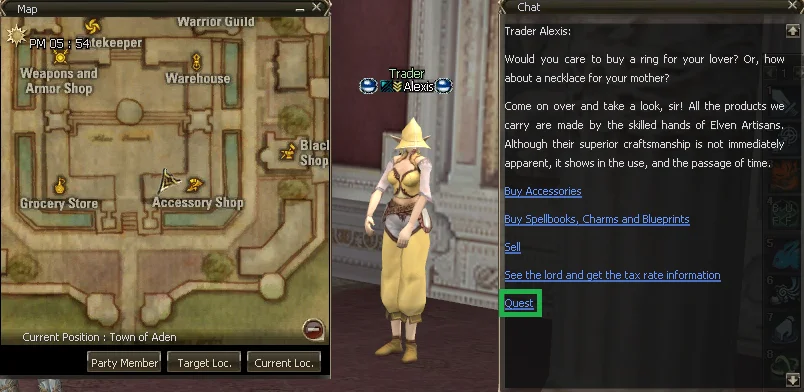 Map
Warrior Guild
tekeeper
PM 05 : 54
Weapons and
Armor Shop
Warehouse
Blac
Shop
Grocery Store
Accessory Shop
Current Position : Town of Aden
Party Member
Target Loc.
Current Loc.
Trader
Alexis
Chat
Trader Alexis:
Would you care to buy a ring for your lover? Or, how
about a necklace for your mother?
Come on over and take a look, sir! All the products we
carry are made by the skilled hands of Elven Artisans.
Although their superior craftsmanship is not immediately
apparent, it shows in the use, and the passage of time.
Buy Accessories
Buy Spellbooks, Charms and Blueprints
Sell
See the lord and get the tax rate information
Quest